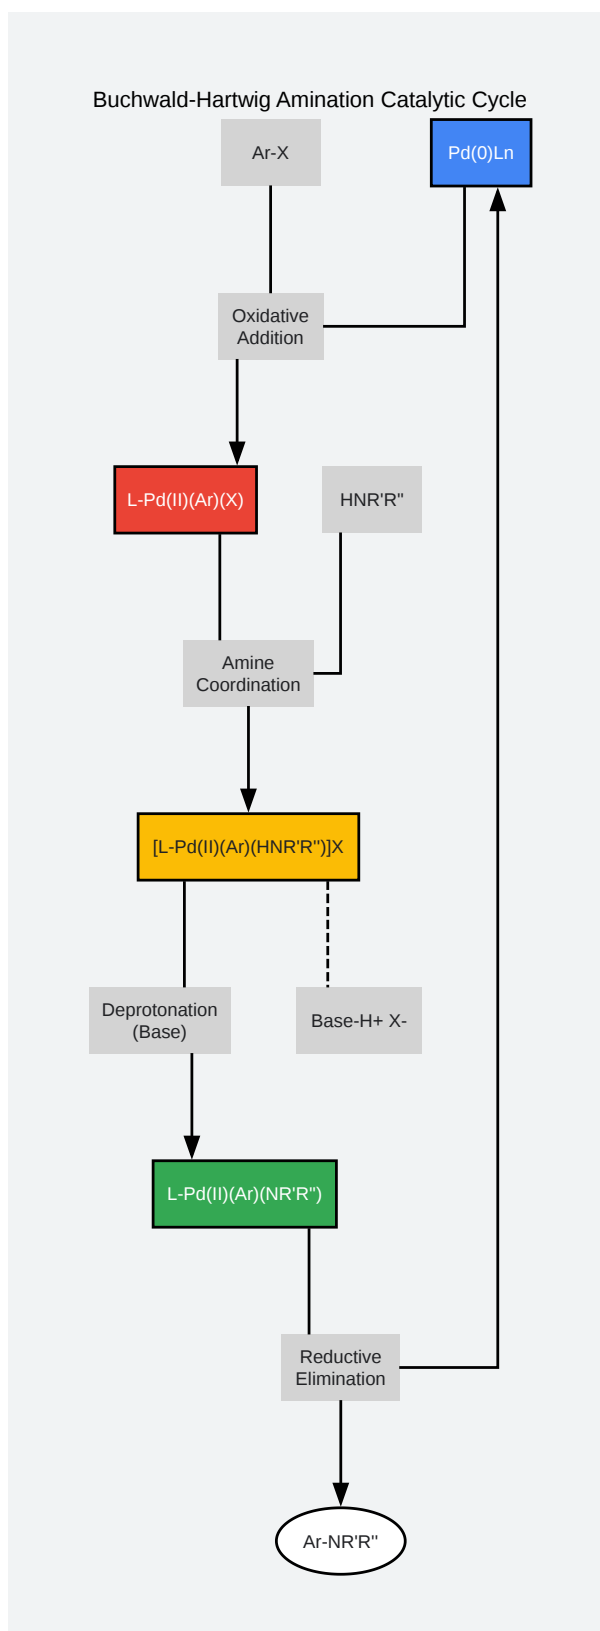 Buchwald-Hartwig Amination Catalytic Cycle
Ar-X
Pd(0)Ln
Oxidative
Addition
L-Pd(II)(Ar)(X)
HNR'R''
Amine
Coordination
[L-Pd(II)(Ar)(HNR'R'')]X
Deprotonation
(Base)
Base-H+ X-
L-Pd(II)(Ar)(NR'R'')
Reductive
Elimination
Ar-NR'R''